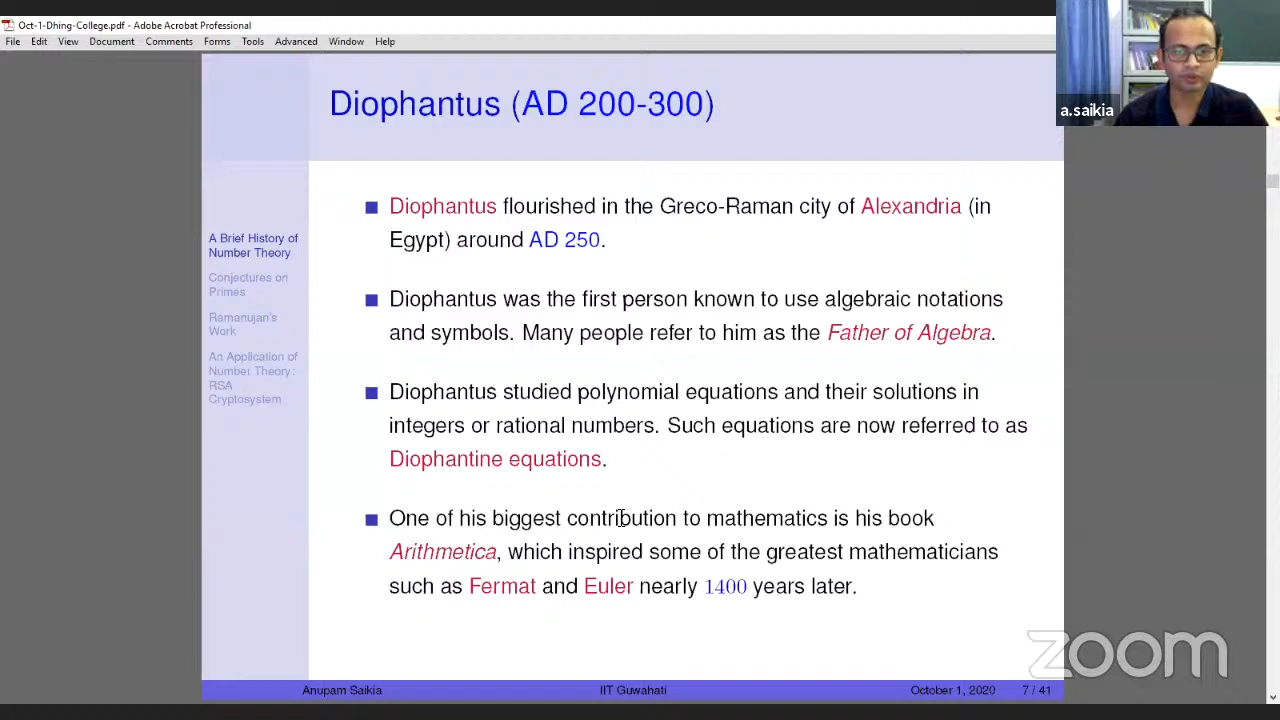 Oct-1-Dhing-College.pdf - Adobe Acrobat Professional
File Edit View Document Comments Forms Tools Advanced Window Help
a.saikia
Diophantus (AD 200-300)
A Brief History of
Number Theory
Conjectures on
Primes
Ramanujan's
Work
An Application of
Number Theory:
RSA
Cryptosystem
Diophantus flourished in the Greco-Raman city of Alexandria (in
Egypt) around AD 250.
Diophantus was the first person known to use algebraic notations
and symbols. Many people refer to him as the Father of Algebra.
Diophantus studied polynomial equations and their solutions in
integers or rational numbers. Such equations are now referred to as
Diophantine equations.
One of his biggest contribution to mathematics is his book
Arithmetica, which inspired some of the greatest mathematicians
such as Fermat and Euler nearly 1400 years later.
zoom
Anupam Saikia IIT Guwahati October 1, 2020 7 / 41